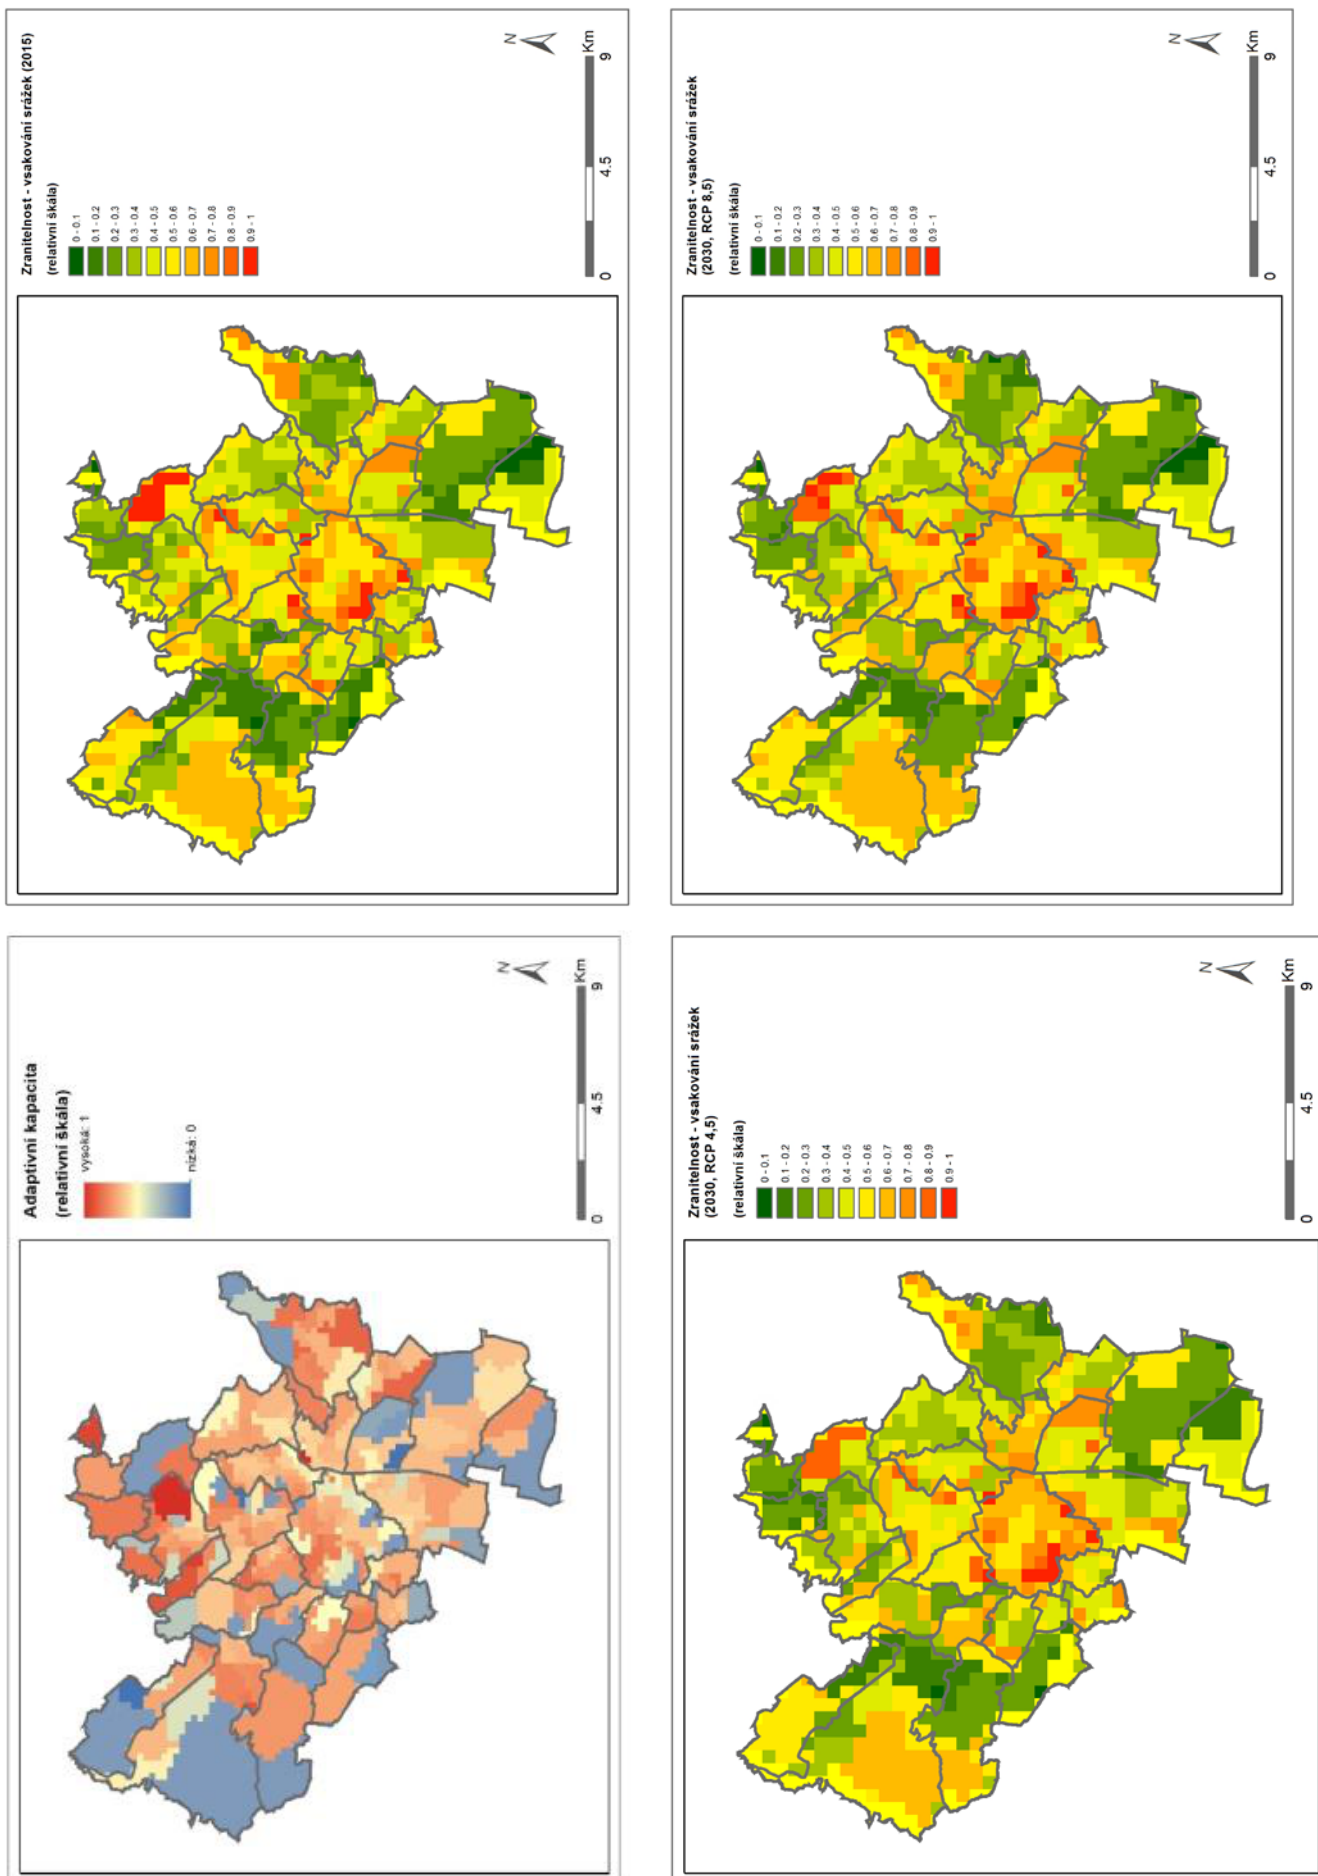 Adaptivní kapacita
(relativní škála)
vysoká: 1
nízká: 0
N
Km
0 4.5 9
Zranitelnost - vsakování srážek (2015)
(relativní škála)
0 - 0.1
0.1 - 0.2
0.2 - 0.3
0.3 - 0.4
0.4 - 0.5
0.5 - 0.6
0.6 - 0.7
0.7 - 0.8
0.8 - 0.9
0.9 - 1
N
Km
0 4.5 9
Zranitelnost - vsakování srážek
(2030, RCP 4,5)
(relativní škála)
0 - 0.1
0.1 - 0.2
0.2 - 0.3
0.3 - 0.4
0.4 - 0.5
0.5 - 0.6
0.6 - 0.7
0.7 - 0.8
0.8 - 0.9
0.9 - 1
N
Km
0 4.5 9
Zranitelnost - vsakování srážek
(2030, RCP 8,5)
(relativní škála)
0 - 0.1
0.1 - 0.2
0.2 - 0.3
0.3 - 0.4
0.4 - 0.5
0.5 - 0.6
0.6 - 0.7
0.7 - 0.8
0.8 - 0.9
0.9 - 1
N
Km
0 4.5 9